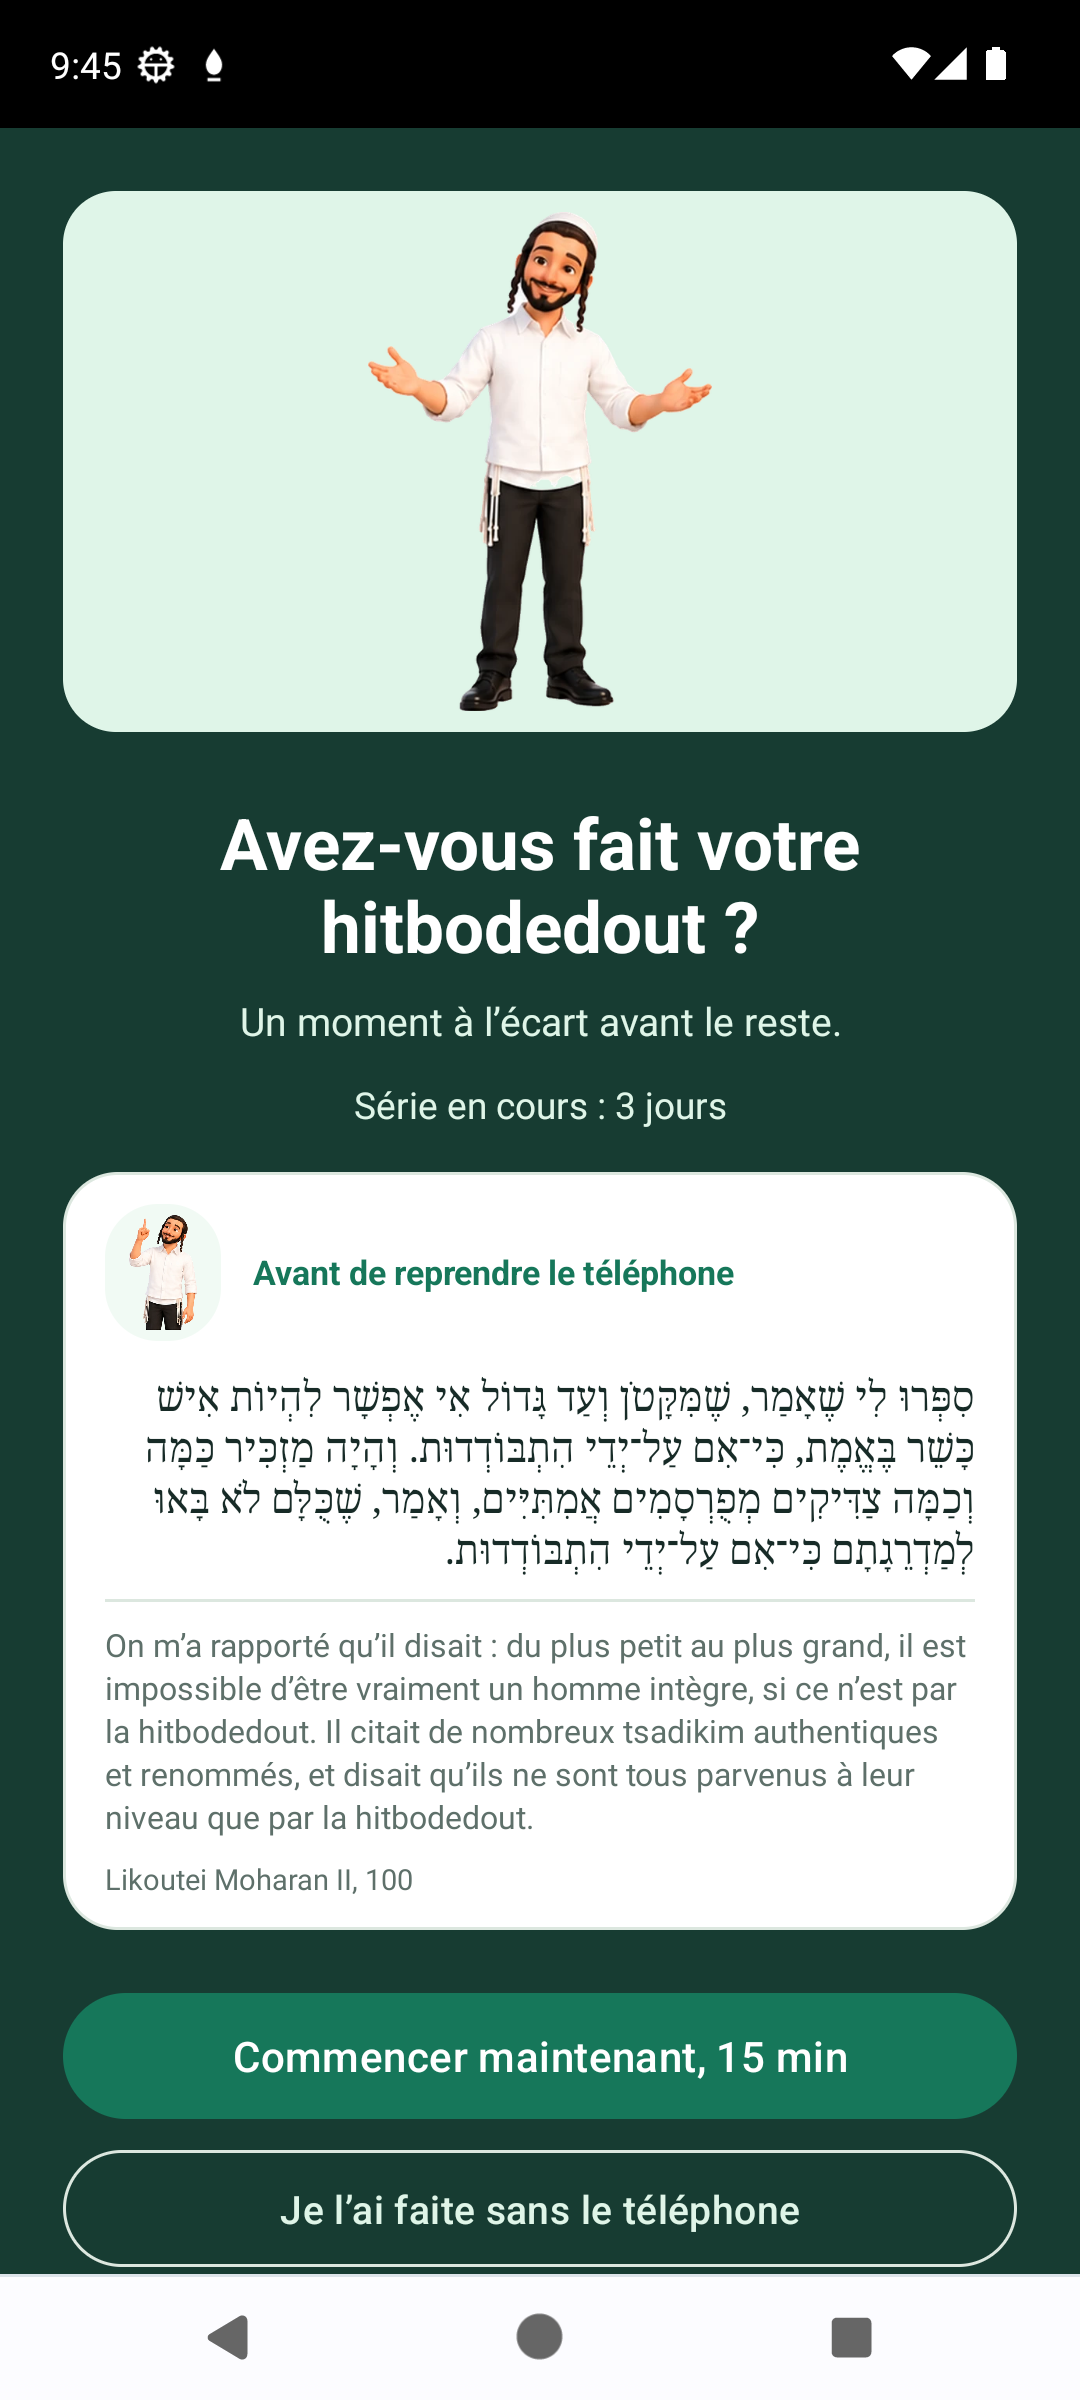 9:45
Avez-vous fait votre
hitbodedout ?
Un moment à l’écart avant le reste.
Série en cours : 3 jours
Avant de reprendre le téléphone
סִפְּרוּ לִי שֶׁאָמַר, שֶׁמִּקָּטֹן וְעַד גָּדוֹל אִי אֶפְשָׁר לִהְיוֹת אִישׁ
כָּשֵׁר בֶּאֱמֶת, כִּי־אִם עַל־יְדֵי הִתְבּוֹדְדוּת. וְהָיָה מַזְכִּיר כַּמָּה
וְכַמָּה צַדִּיקִים מְפֻרְסָמִים אֲמִתִּיִּים, וְאָמַר, שֶׁכֻּלָּם לֹא בָּאוּ
לְמַדְרֵגָתָם כִּי־אִם עַל־יְדֵי הִתְבּוֹדְדוּת.
On m’a rapporté qu’il disait : du plus petit au plus grand, il est
impossible d’être vraiment un homme intègre, si ce n’est par
la hitbodedout. Il citait de nombreux tsadikim authentiques
et renommés, et disait qu’ils ne sont tous parvenus à leur
niveau que par la hitbodedout.
Likoutei Moharan II, 100
Commencer maintenant, 15 min
Je l’ai faite sans le téléphone